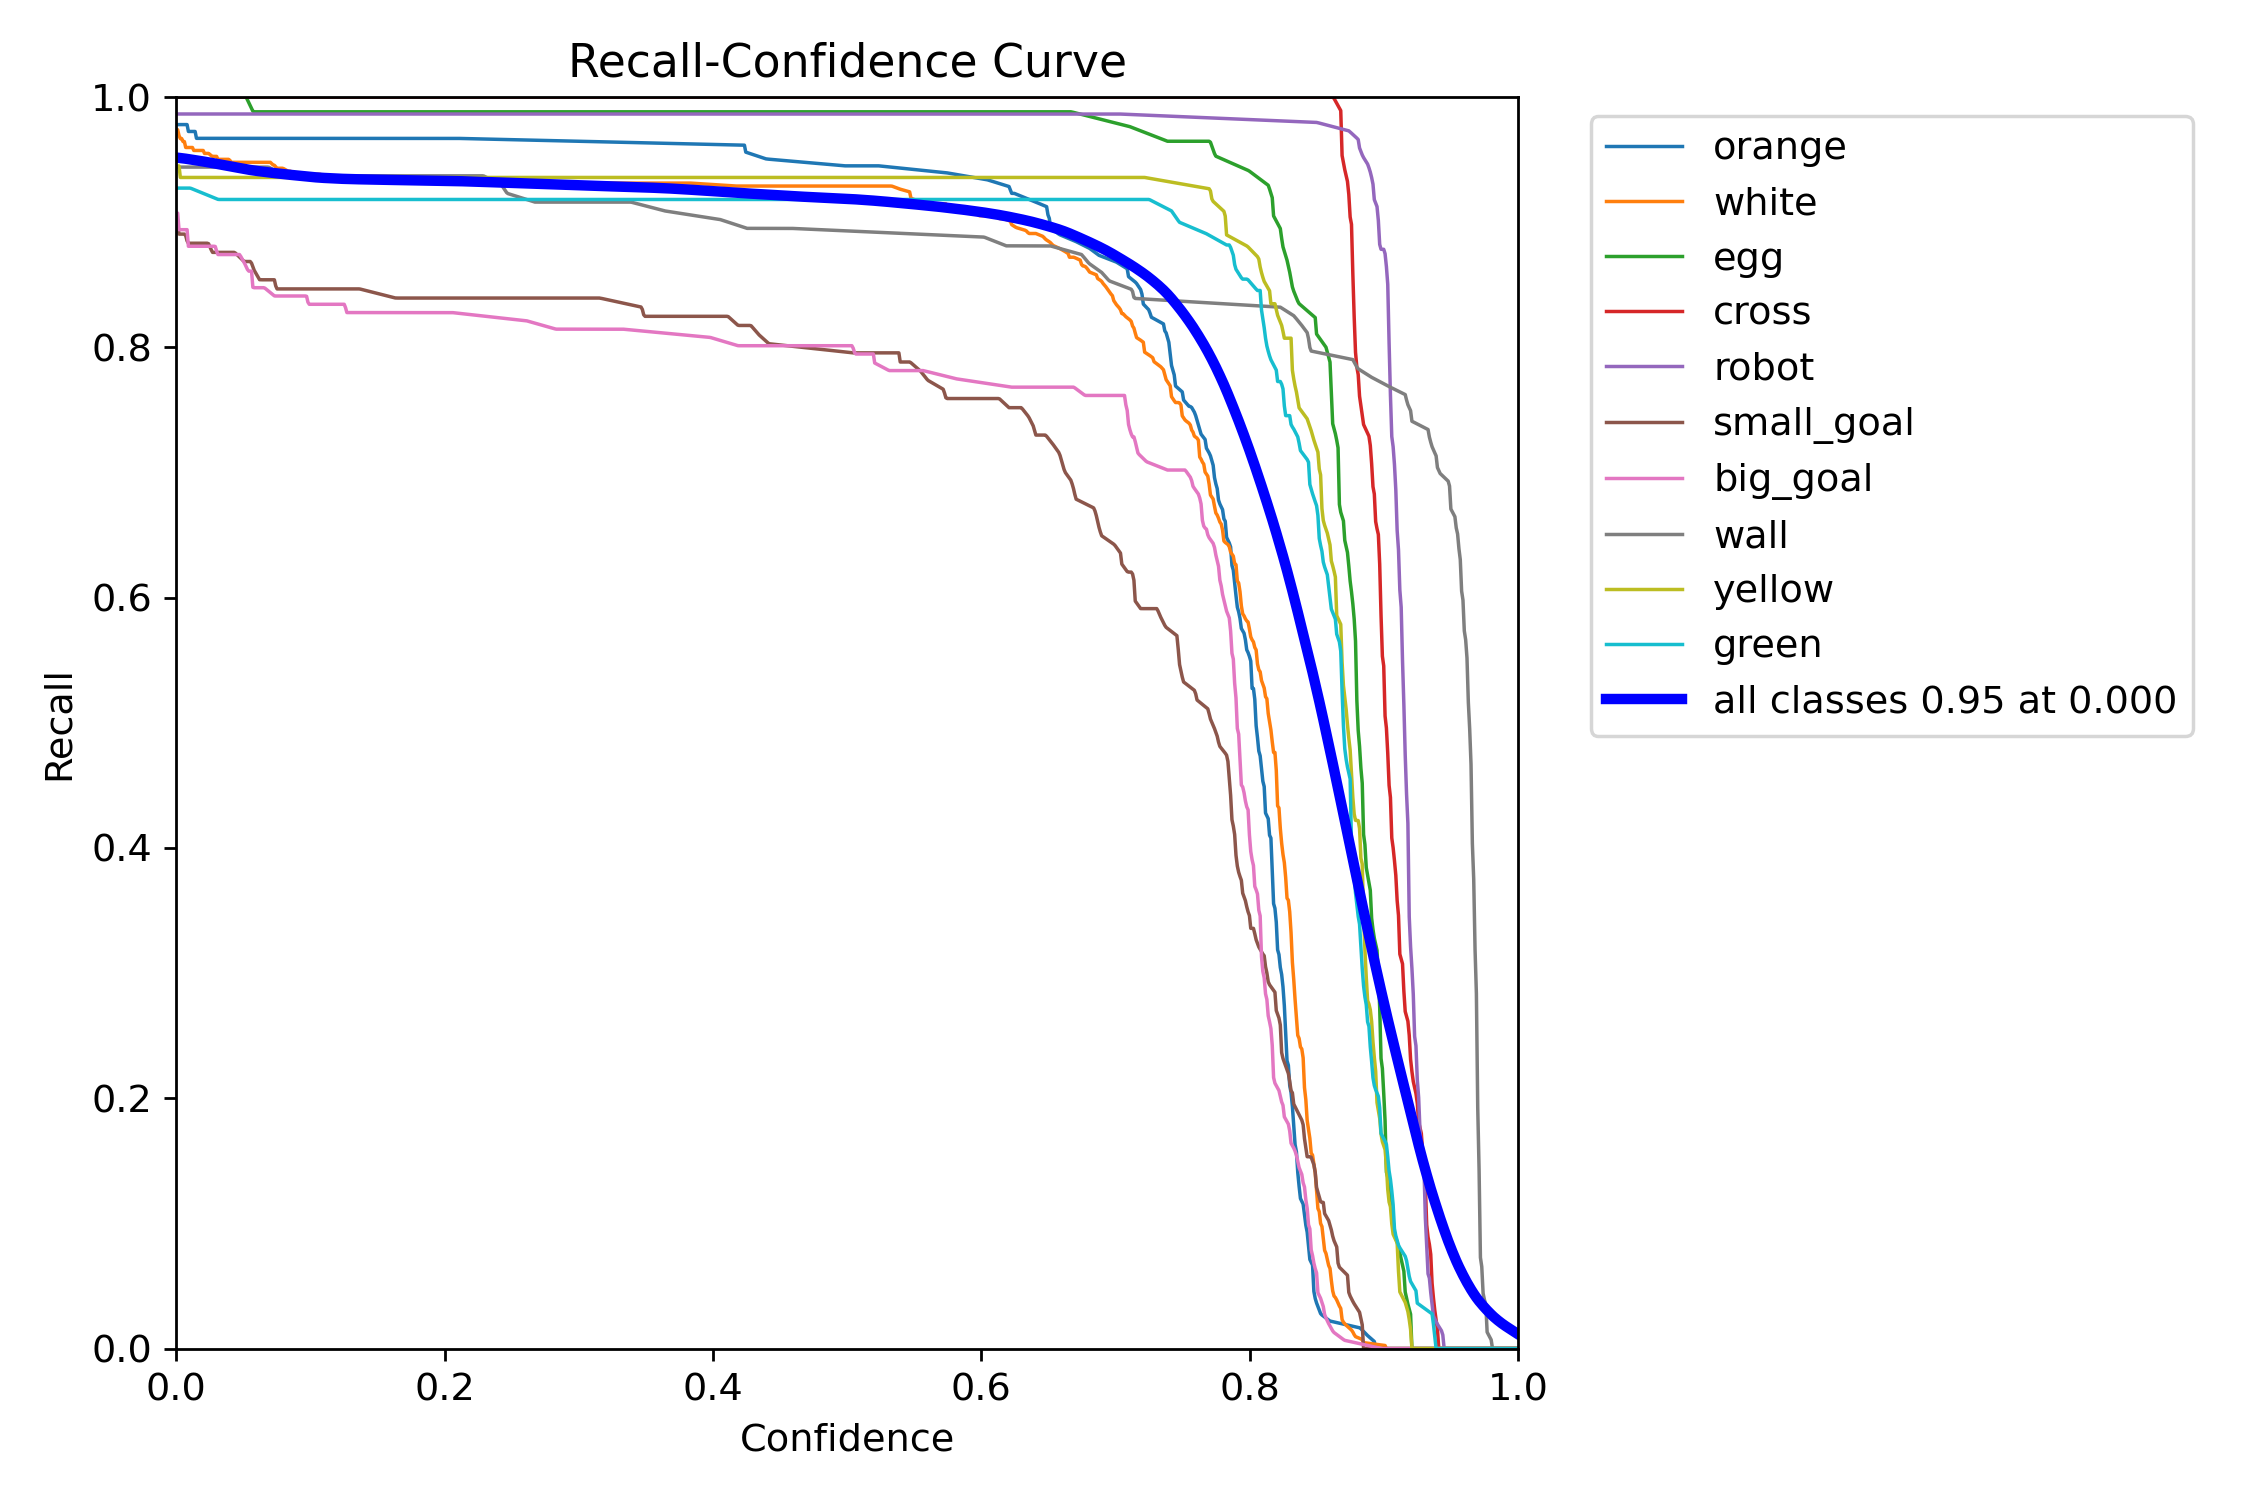 Recall-Confidence Curve
1.0
0.8
0.6
0.4
0.2
0.0
Recall
0.0 0.2 0.4 0.6 0.8 1.0
Confidence
orange
white
egg
cross
robot
small_goal
big_goal
wall
yellow
green
all classes 0.95 at 0.000